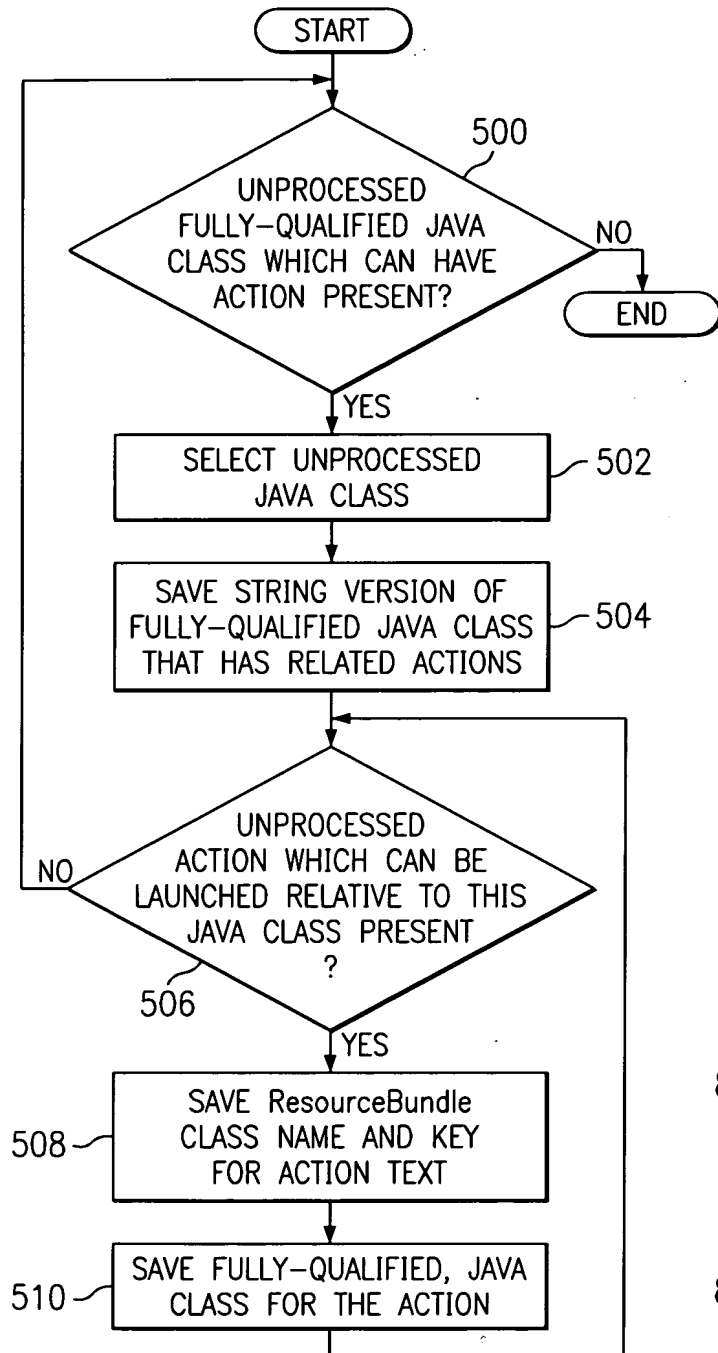 START
500
UNPROCESSED
FULLY-QUALIFIED JAVA
CLASS WHICH CAN HAVE
ACTION PRESENT?
NO
END
YES
SELECT UNPROCESSED
JAVA CLASS
502
SAVE STRING VERSION OF
FULLY-QUALIFIED JAVA CLASS
THAT HAS RELATED ACTIONS
504
UNPROCESSED
ACTION WHICH CAN BE
LAUNCHED RELATIVE TO THIS
JAVA CLASS PRESENT
?
NO
506
YES
SAVE ResourceBundle
CLASS NAME AND KEY
FOR ACTION TEXT
508
SAVE FULLY-QUALIFIED, JAVA
CLASS FOR THE ACTION
510